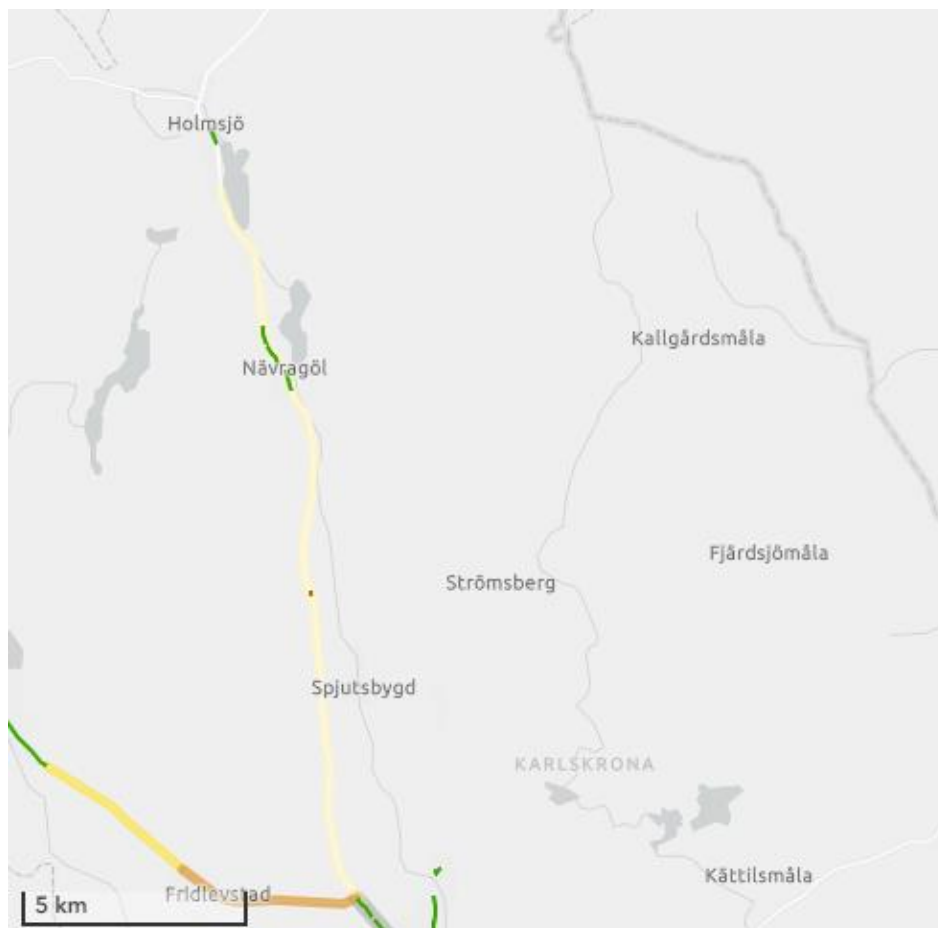 Holmsjö
Kallgårdsmåla
Nävragöl
Fjärdsjömåla
Strömsberg
Spjutsbygd
KARLSKRONA
Kättilsmåla
Fridlevstad
5 km